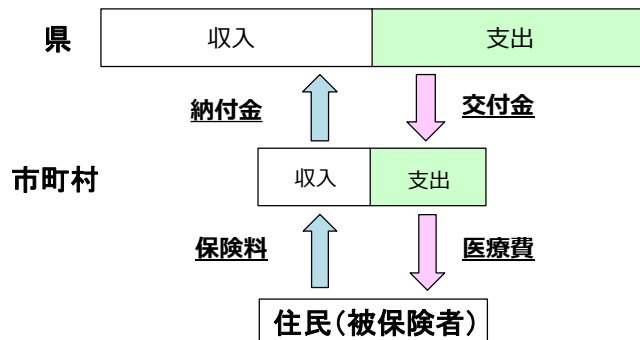 県 収入 支出
納付金 交付金
市町村 収入 支出
保険料 医療費
住民(被保険者)